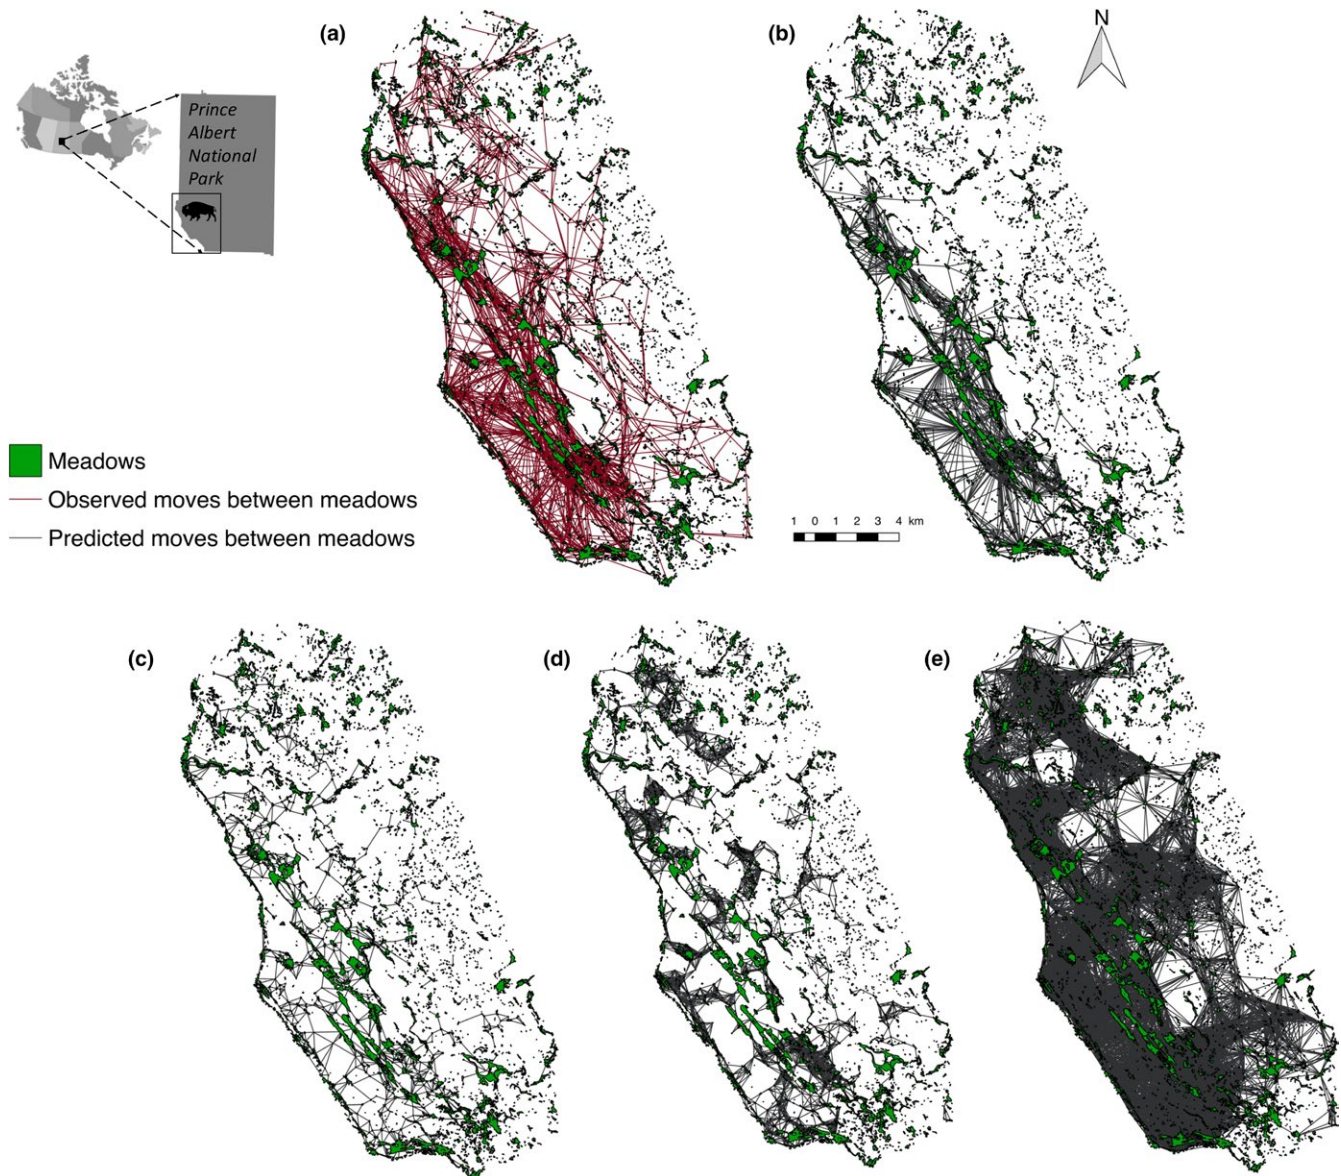 (a)
(b)
N
Prince
Albert
National
Park
Meadows
Observed moves between meadows
Predicted moves between meadows
1 0 1 2 3 4 km
(c)
(d)
(e)